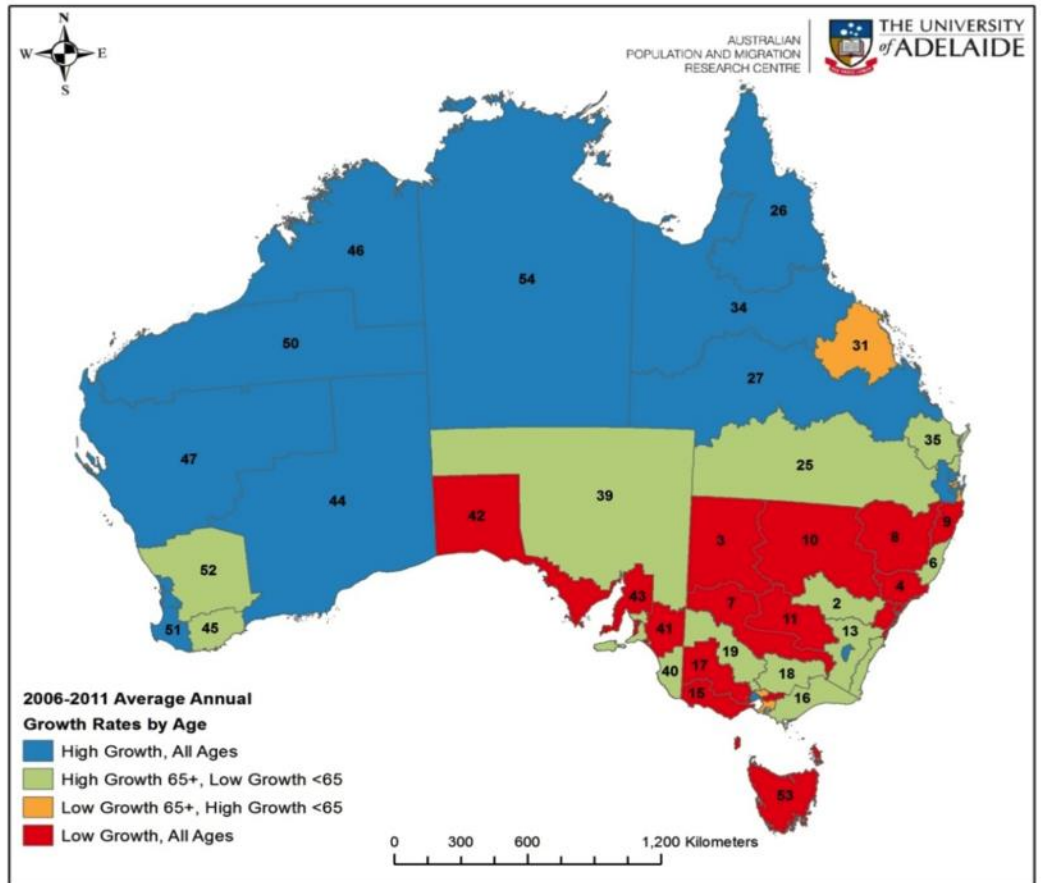 N
W
E
S
AUSTRALIAN
POPULATION AND MIGRATION
RESEARCH CENTRE
THE UNIVERSITY
of ADELAIDE
26
46
54
34
50
31
27
35
47
25
39
44
42
3
10
8
9
52
6
43
4
7
2
11
51
45
41
13
19
40
17
18
15
16
53
2006-2011 Average Annual
Growth Rates by Age
High Growth, All Ages
High Growth 65+, Low Growth <65
Low Growth 65+, High Growth <65
Low Growth, All Ages
0 300 600 1,200 Kilometers